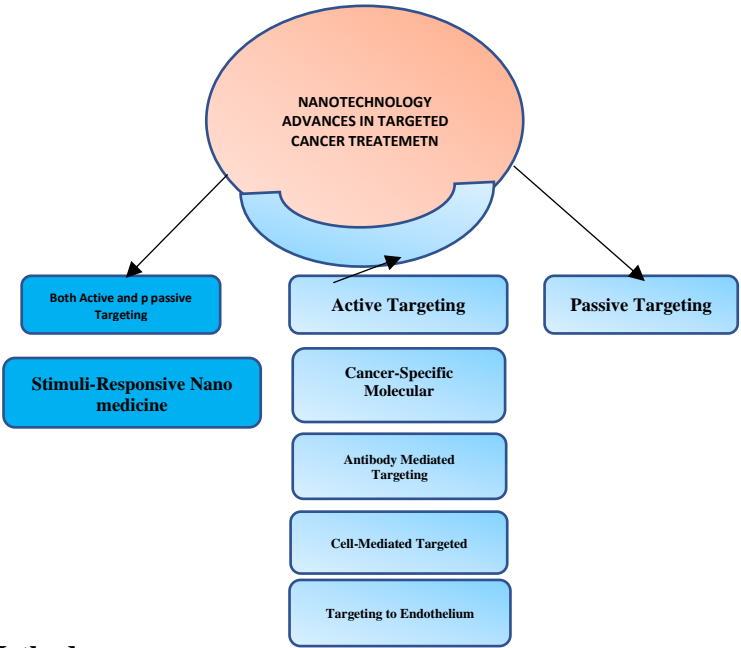 NANOTECHNOLOGY
ADVANCES IN TARGETED
CANCER TREATEMETN
Both Active and p passive
Targeting
Active Targeting
Passive Targeting
Stimuli-Responsive Nano
medicine
Cancer-Specific
Molecular
Antibody Mediated
Targeting
Cell-Mediated Targeted
Targeting to Endothelium